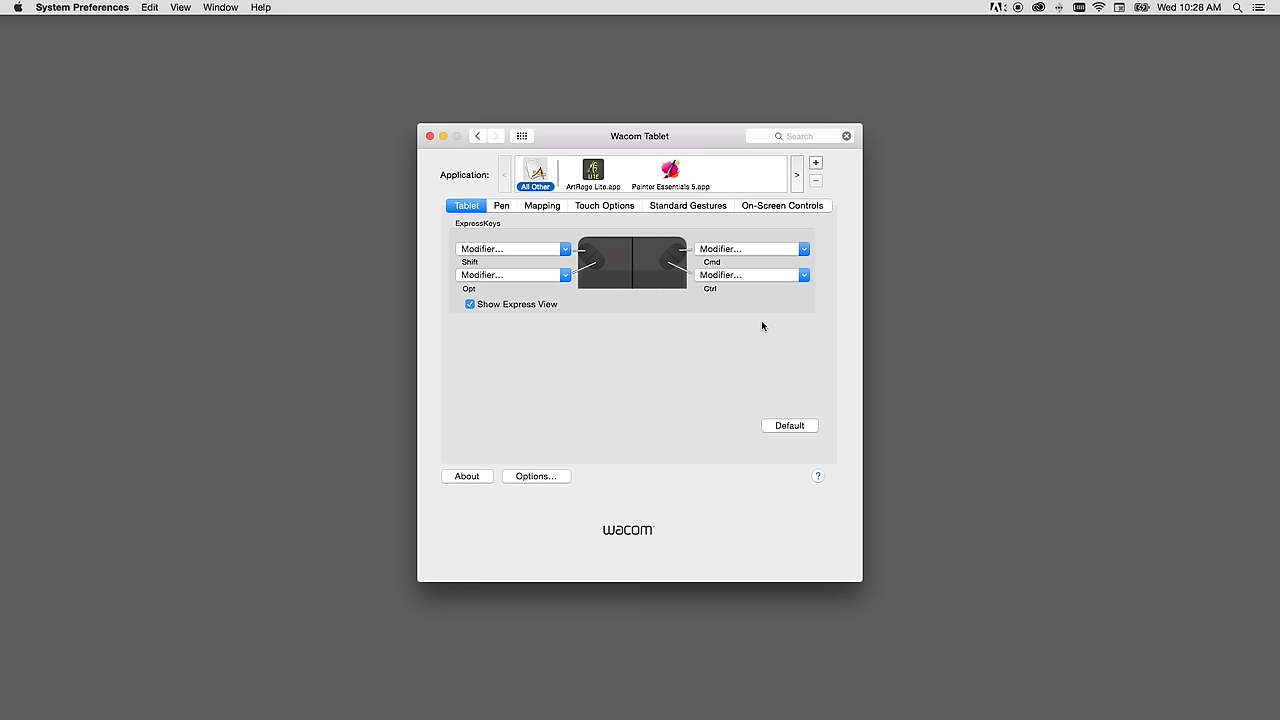 System Preferences Edit View Window Help Wed 10:28 AM
Wacom Tablet Search
Application:
LITE
All Other ArtRage Lite.app Painter Essentials 5.app
< > + −
Tablet Pen Mapping Touch Options Standard Gestures On-Screen Controls
ExpressKeys
Modifier... Modifier...
Shift Cmd
Modifier... Modifier...
Opt Ctrl
Show Express View
Default
About Options... ?
wacom